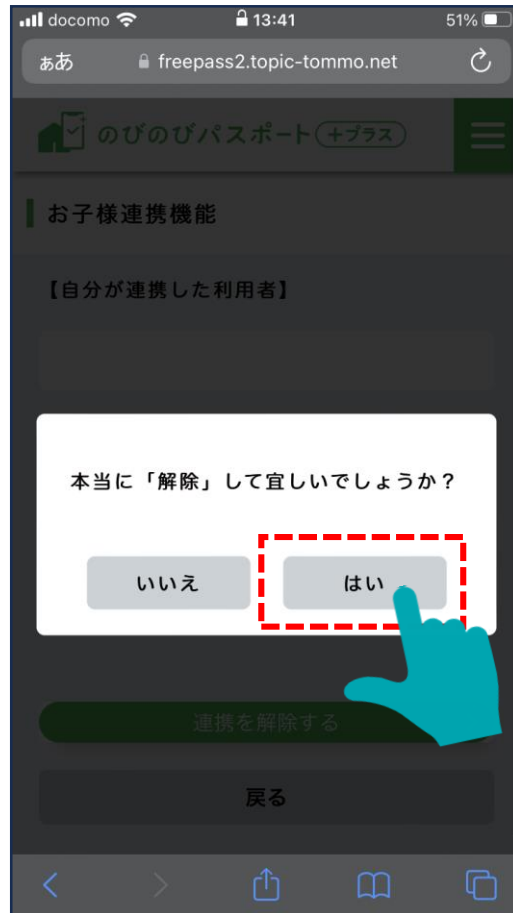 docomo 13:41 51%
ぁあ freepass2.topic-tommo.net
のびのびパスポート +プラス
お子様連携機能
【自分が連携した利用者】
本当に「解除」して宜しいでしょうか？
いいえ はい
連携を解除する
戻る